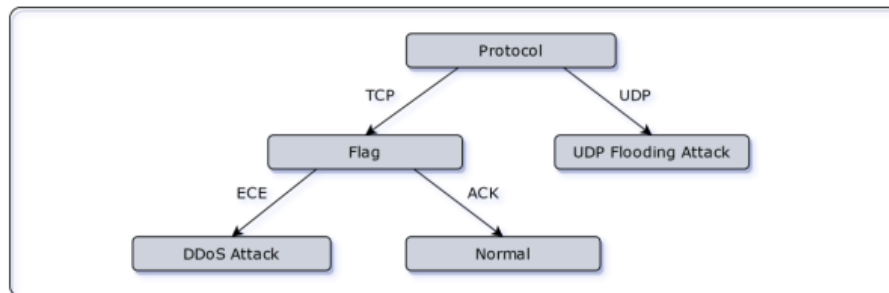 Protocol
TCP
UDP
Flag
UDP Flooding Attack
ECE
ACK
DDoS Attack
Normal